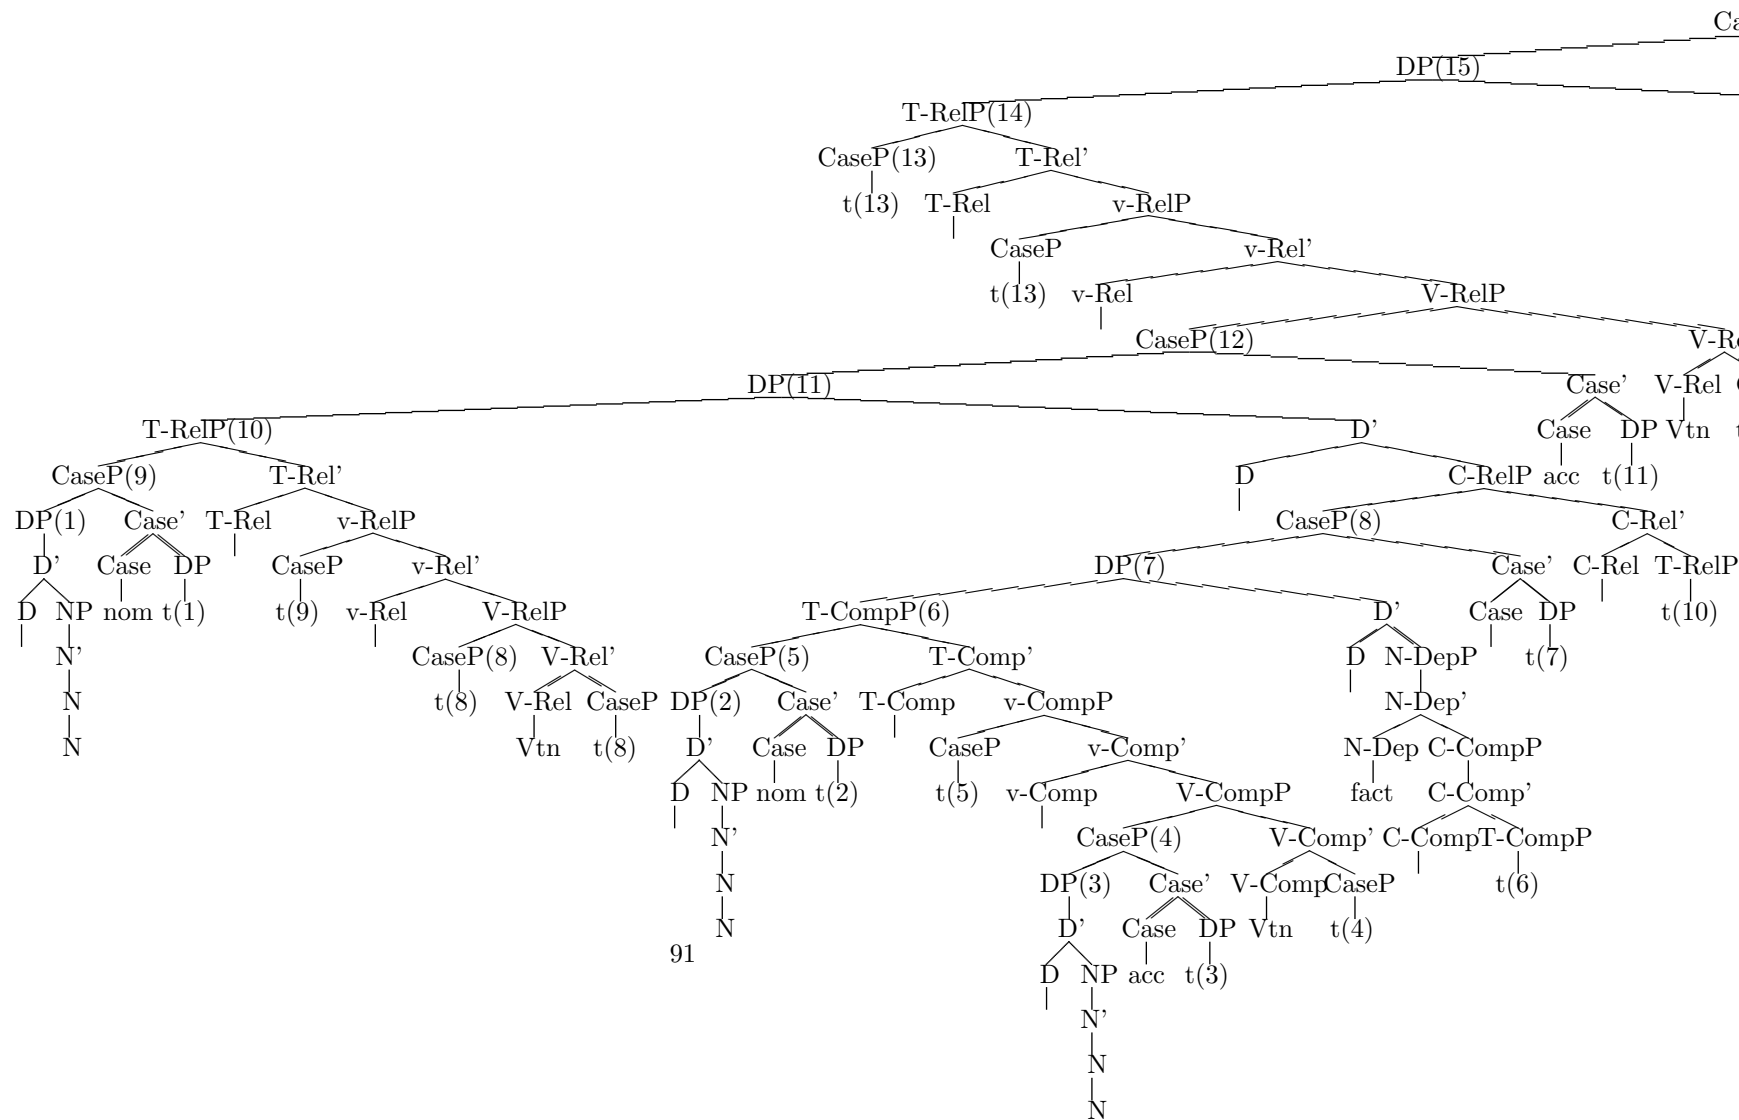 Ca
DP(15)
T-RelP(14)
CaseP(13) T-Rel’
t(13) T-Rel v-RelP
CaseP v-Rel’
t(13) v-Rel V-RelP
CaseP(12) V-Re
DP(11) Case’ V-Rel
T-RelP(10) D’ Case DP Vtn t
CaseP(9) T-Rel’ D C-RelP acc t(11)
DP(1) Case’ T-Rel v-RelP CaseP(8) C-Rel’
D’ Case DP CaseP v-Rel’ DP(7) Case’ C-Rel T-RelP
D NP nom t(1) t(9) v-Rel V-RelP T-CompP(6) D’ Case DP t(10)
N’ CaseP(8) V-Rel’ CaseP(5) T-Comp’ D N-DepP t(7)
N t(8) V-Rel CaseP DP(2) Case’ T-Comp v-CompP N-Dep’
N Vtn t(8) D’ Case DP CaseP v-Comp’ N-Dep C-CompP
D NP nom t(2) t(5) v-Comp V-CompP fact C-Comp’
N’ CaseP(4) V-Comp’ C-Comp T-CompP
N DP(3) Case’ V-Comp CaseP t(6)
N D’ Case DP Vtn t(4)
91
D NP acc t(3)
N’
N
N